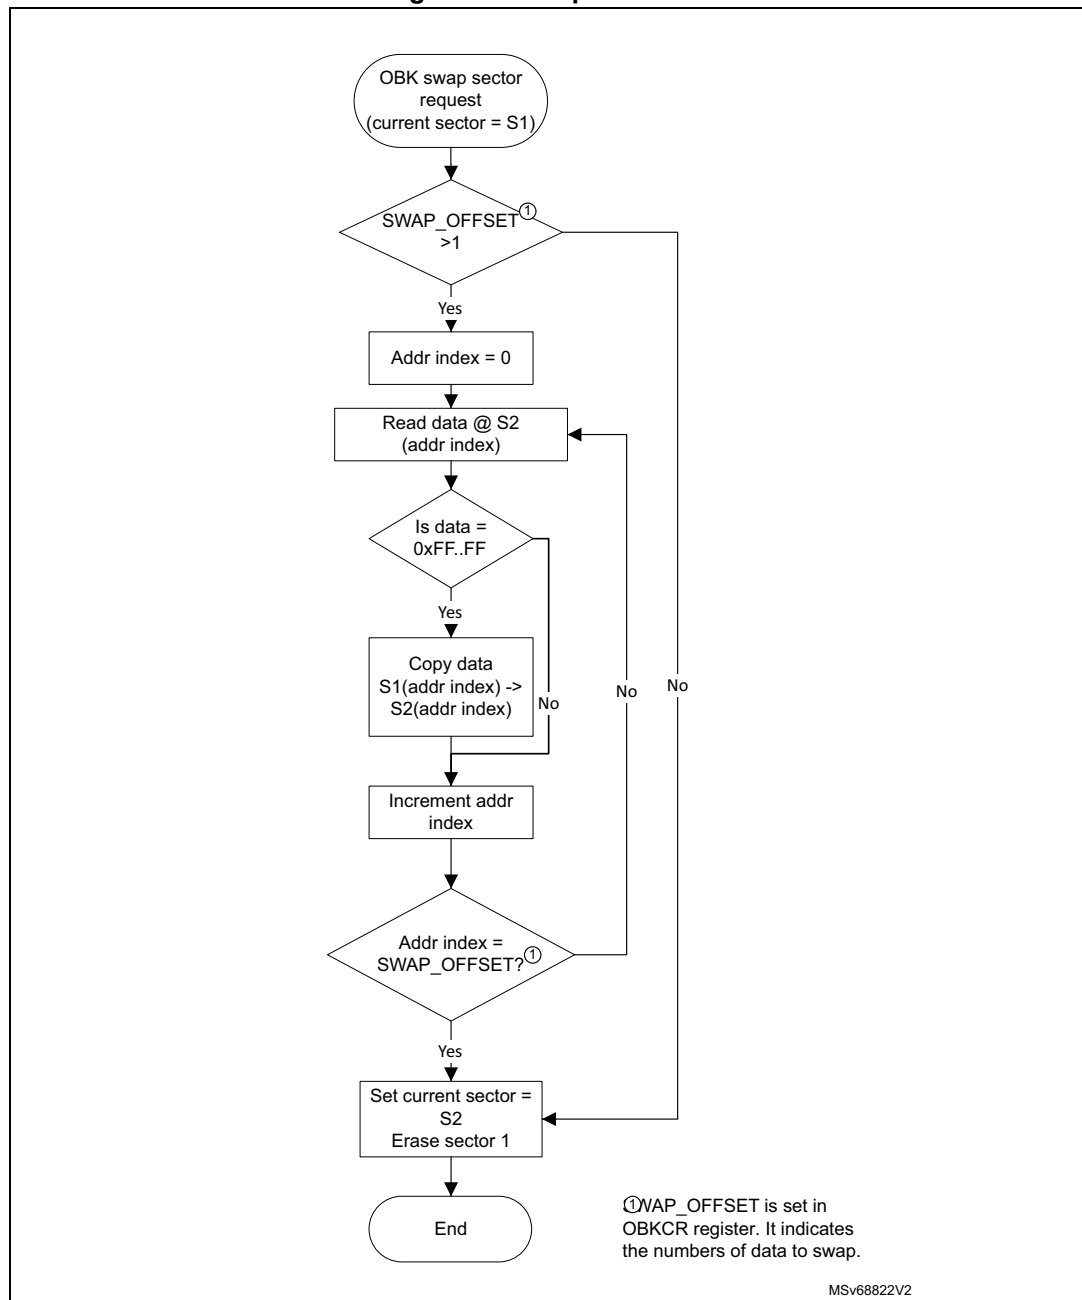 OBK swap sector
request
(current sector = S1)
SWAP_OFFSET①
>1
Yes
Addr index = 0
Read data @ S2
(addr index)
Is data =
0xFF..FF
Yes
Copy data
S1(addr index) ->
S2(addr index)
No
No
No
Increment addr
index
Addr index =
SWAP_OFFSET?①
Yes
Set current sector =
S2
Erase sector 1
End
①WAP_OFFSET is set in
OBKCR register. It indicates
the numbers of data to swap.
MSv68822V2